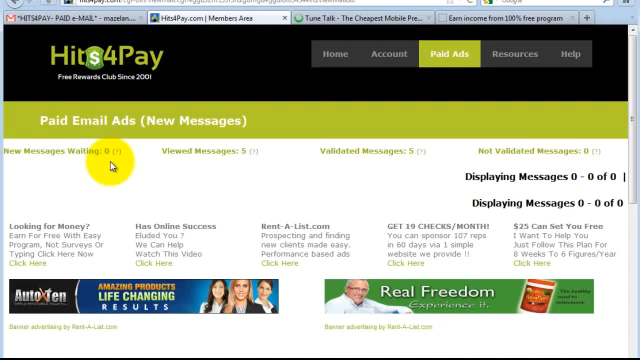 *HITS4PAY- PAID e-MAIL* - mazelan...
Hits4Pay.com | Members Area
Tune Talk - The Cheapest Mobile Pre...
Earn income from 100% free program
Hits4Pay
Free Rewards Club Since 2001
Home Account Paid Ads Resources Help
Paid Email Ads (New Messages)
New Messages Waiting: 0 (?) Viewed Messages: 5 (?) Validated Messages: 5 (?) Not Validated Messages: 0 (?)
Displaying Messages 0 - 0 of 0 |
Displaying Messages 0 - 0 of 0
Looking for Money?
Earn For Free With Easy
Program, Not Surveys Or
Typing Click Here Now
Click Here
Has Online Success
Eluded You ?
We Can Help
Watch This Video
Click Here
Rent-A-List.com
Prospecting and finding
new clients made easy.
Performance based ads
Click Here
GET 19 CHECKS/MONTH!
You can sponsor 107 reps
in 60 days via 1 simple
website we provide !!
Click Here
$25 Can Set You Free
I Want To Help You
Just Follow This Plan For
8 Weeks To 6 Figures/Year
Click Here
AutoXTen
AMAZING PRODUCTS
LIFE CHANGING
RESULTS
Real Freedom
Experience it.
Banner advertising by Rent-A-List.com
Banner advertising by Rent-A-List.com